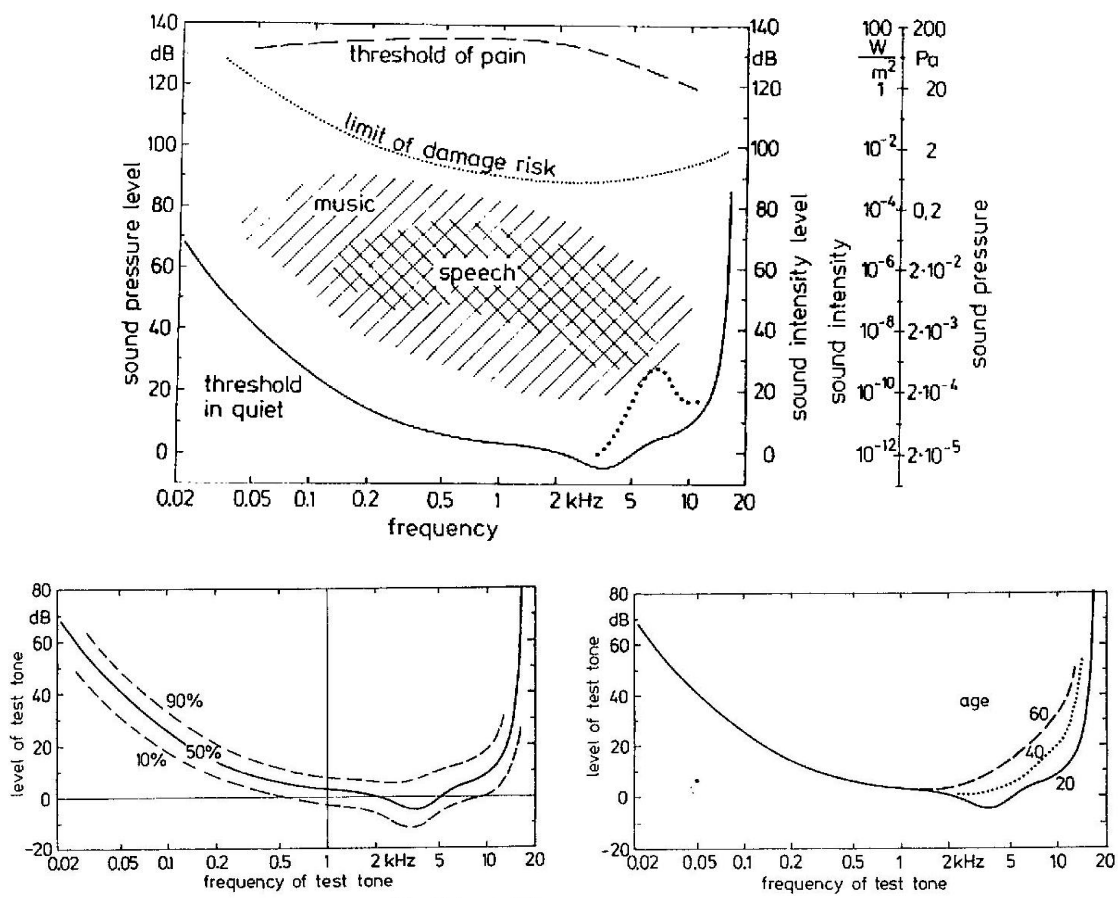 140
dB
120
100
80
60
40
20
0
sound pressure level
threshold of pain
limit of damage risk
music
speech
threshold
in quiet
0.02 0.05 0.1 0.2 0.5 1 2 kHz 5 10 20
frequency
140
dB
120
100
80
60
40
20
0
sound intensity level
sound intensity
100
W
m²
1
10⁻²
10⁻⁴
10⁻⁶
10⁻⁸
10⁻¹⁰
10⁻¹²
200
Pa
20
2
0,2
2·10⁻²
2·10⁻³
2·10⁻⁴
2·10⁻⁵
sound pressure
80
dB
60
40
20
0
-20
level of test tone
90%
50%
10%
0.02 0.05 0.1 0.2 0.5 1 2 kHz 5 10 20
frequency of test tone
80
dB
60
40
20
0
-20
level of test tone
age
60
40
20
0.02 0.05 0.1 0.2 0.5 1 2kHz 5 10 20
frequency of test tone